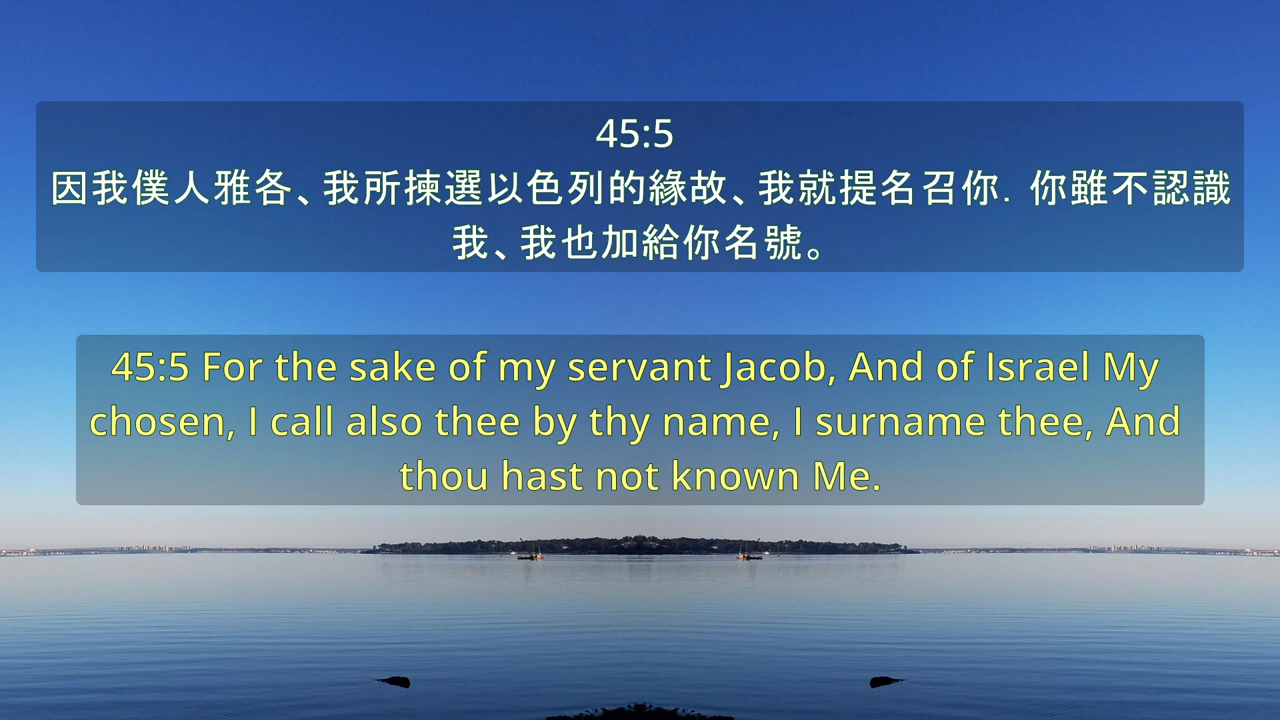 45:5
因我僕人雅各、我所揀選以色列的緣故、我就提名召你. 你雖不認識
我、我也加給你名號。
45:5 For the sake of my servant Jacob, And of Israel My
chosen, I call also thee by thy name, I surname thee, And
thou hast not known Me.